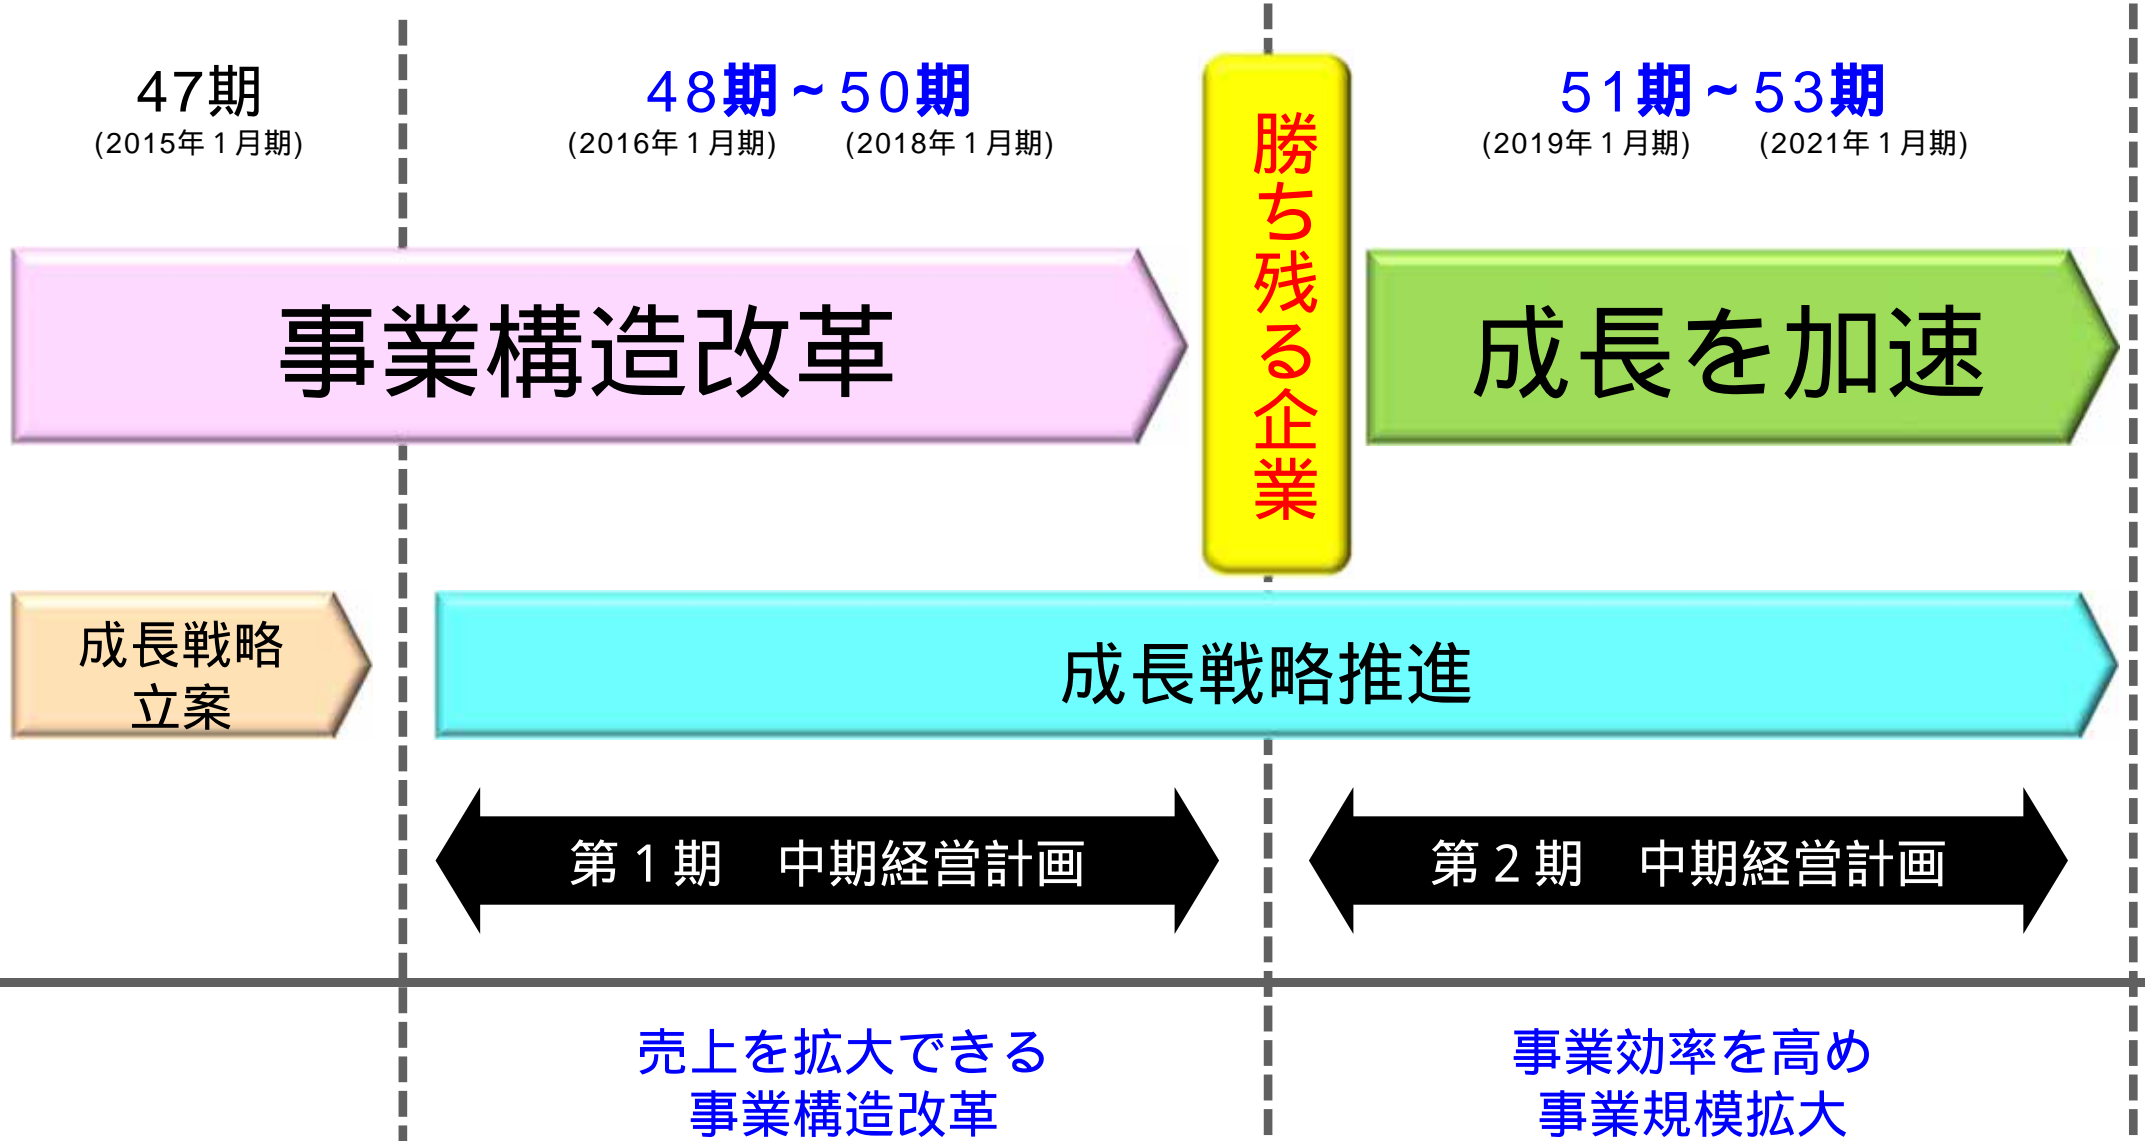 47期
(2015年１月期)
48期～50期
(2016年１月期) (2018年１月期)
51期～53期
(2019年１月期) (2021年１月期)
勝ち残る企業
事業構造改革
成長を加速
成長戦略
立案
成長戦略推進
第１期　中期経営計画
第２期　中期経営計画
売上を拡大できる
事業構造改革
事業効率を高め
事業規模拡大